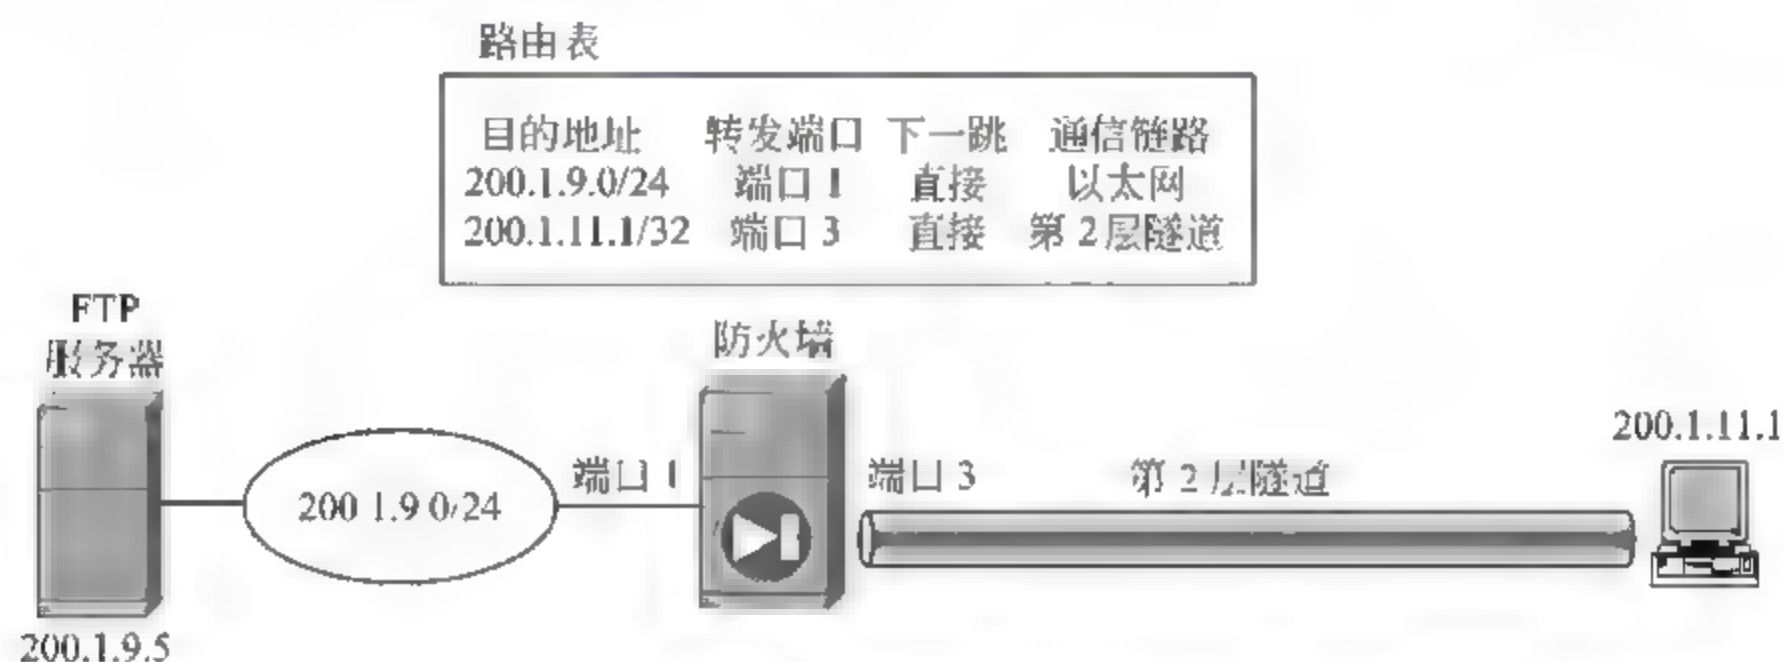 路由表
目的地址 转发端口 下一跳 通信链路
200.1.9.0/24 端口 1 直接 以太网
200.1.11.1/32 端口 3 直接 第 2 层隧道
FTP
服务器
防火墙
200.1.11.1
端口 1
端口 3
第 2 层隧道
200 1.9 0/24
200.1.9.5